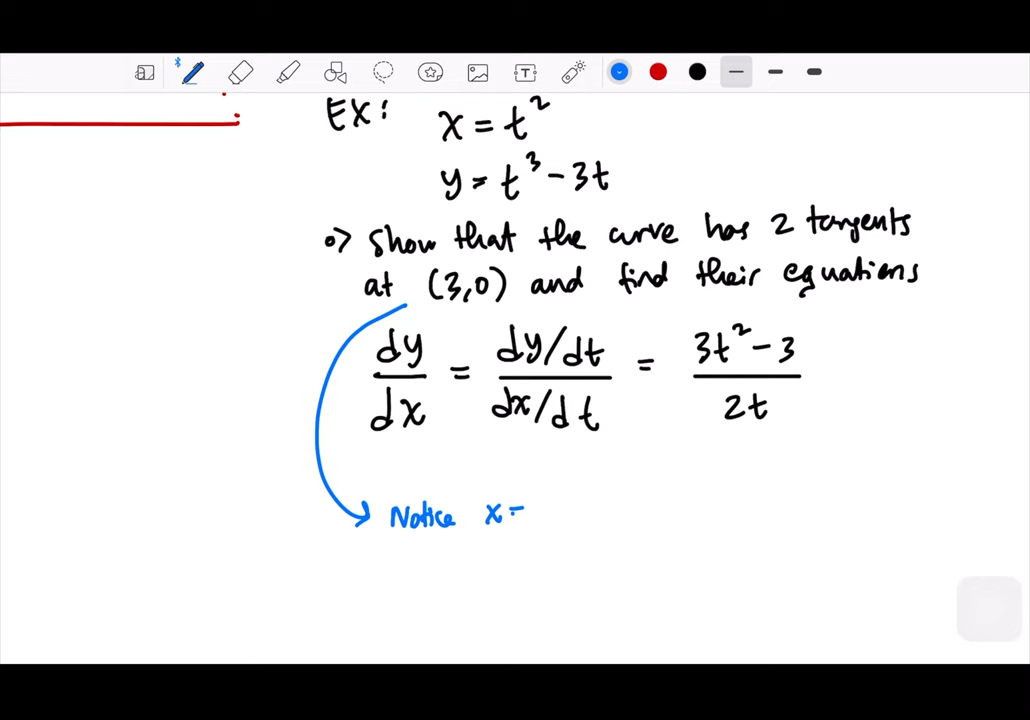 EX: x = t²
y = t³ - 3t
Show that the curve has 2 tangents
at (3,0) and find their equations
dy/dx = (dy/dt)/(dx/dt) = (3t² - 3)/(2t)
Notice x =